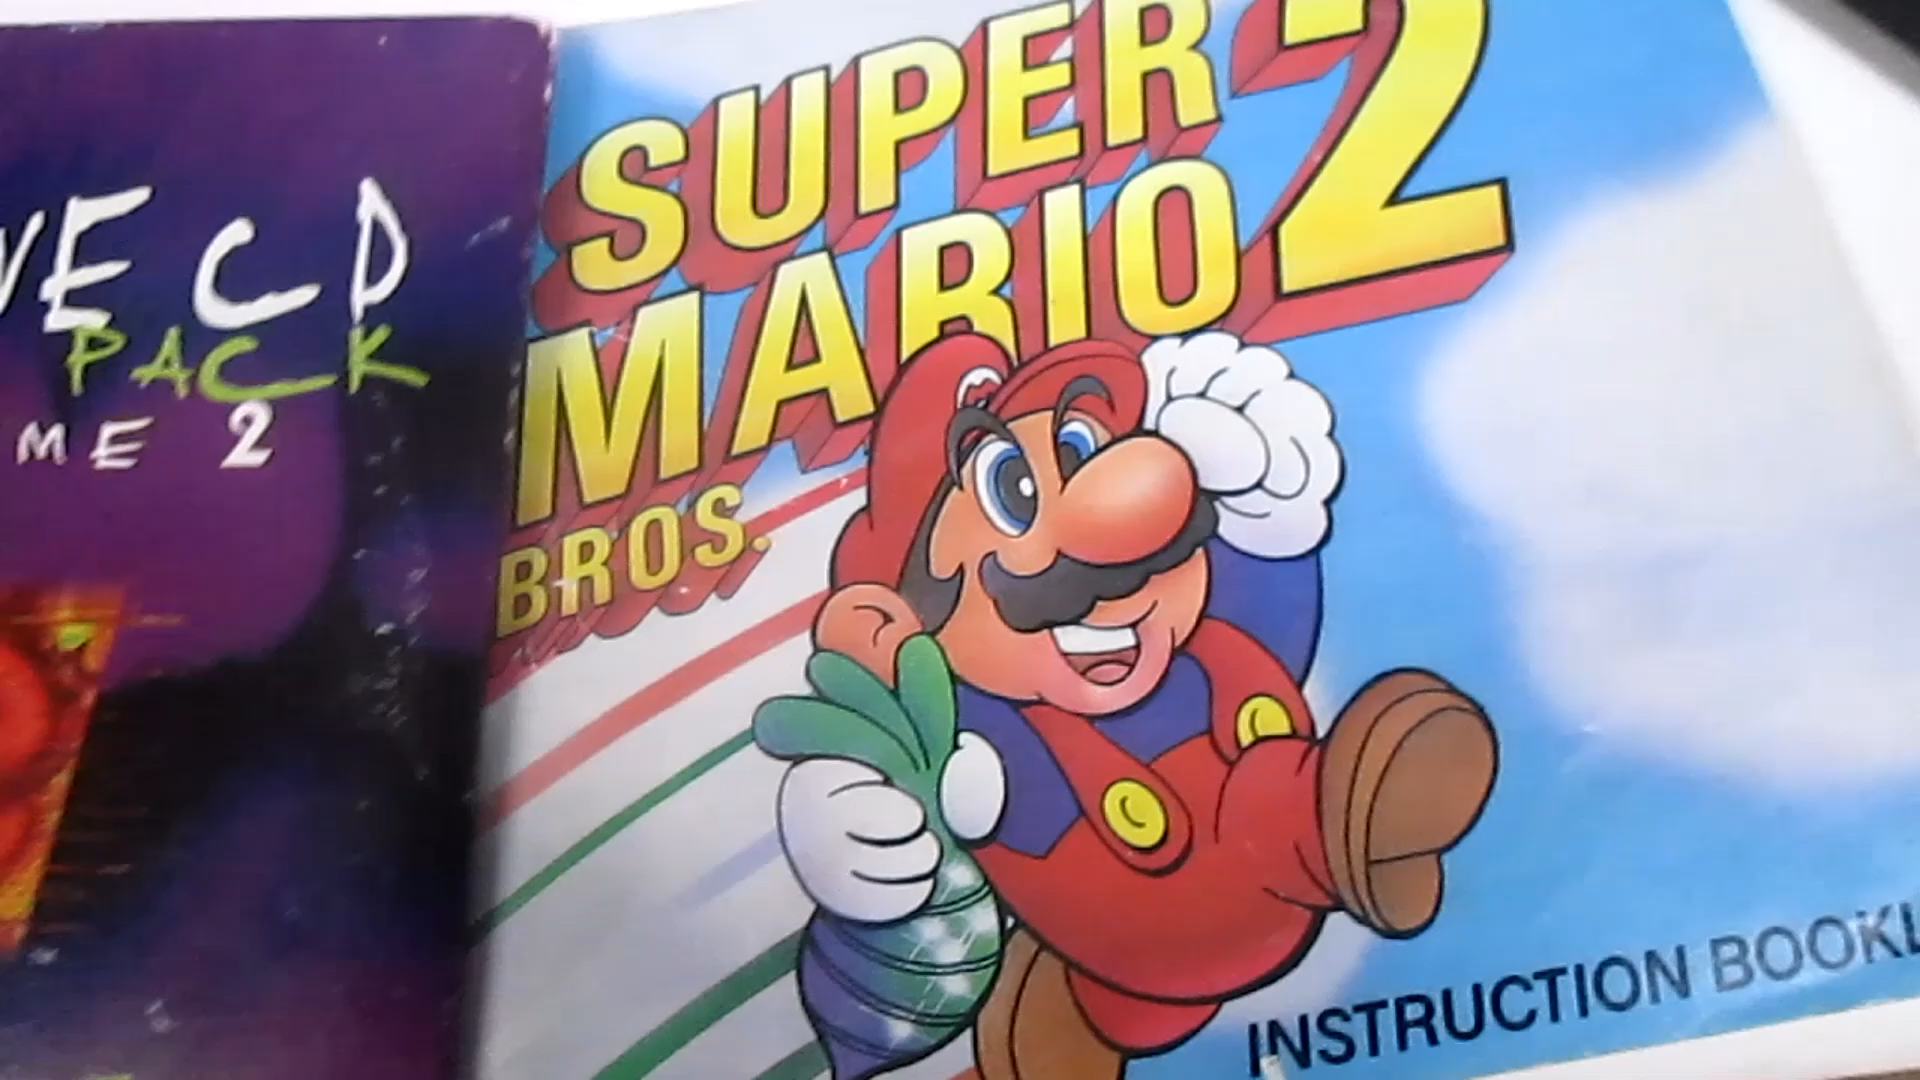 VE CD
PACK
ME 2
SUPER
MARIO 2
BROS.
M
INSTRUCTION BOOKL